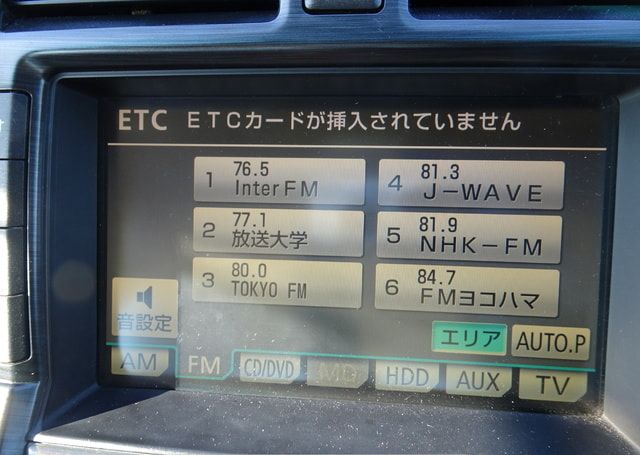 ETC ETCカードが挿入されていません
1 76.5 InterFM
4 81.3 J-WAVE
2 77.1 放送大学
5 81.9 NHK-FM
3 80.0 TOKYO FM
6 84.7 FMヨコハマ
音設定
エリア AUTO.P
AM FM CD/DVD MD HDD AUX TV